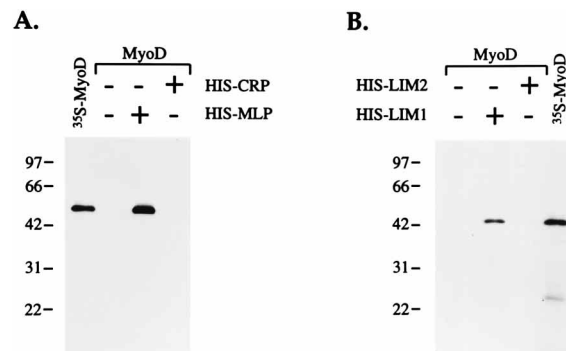 A.
MyoD
35S-MyoD
- - + HIS-CRP
- + - HIS-MLP
97-
66-
42-
31-
22-
B.
MyoD
HIS-LIM2 - - +
HIS-LIM1 - + -
35S-MyoD
97-
66-
42-
31-
22-